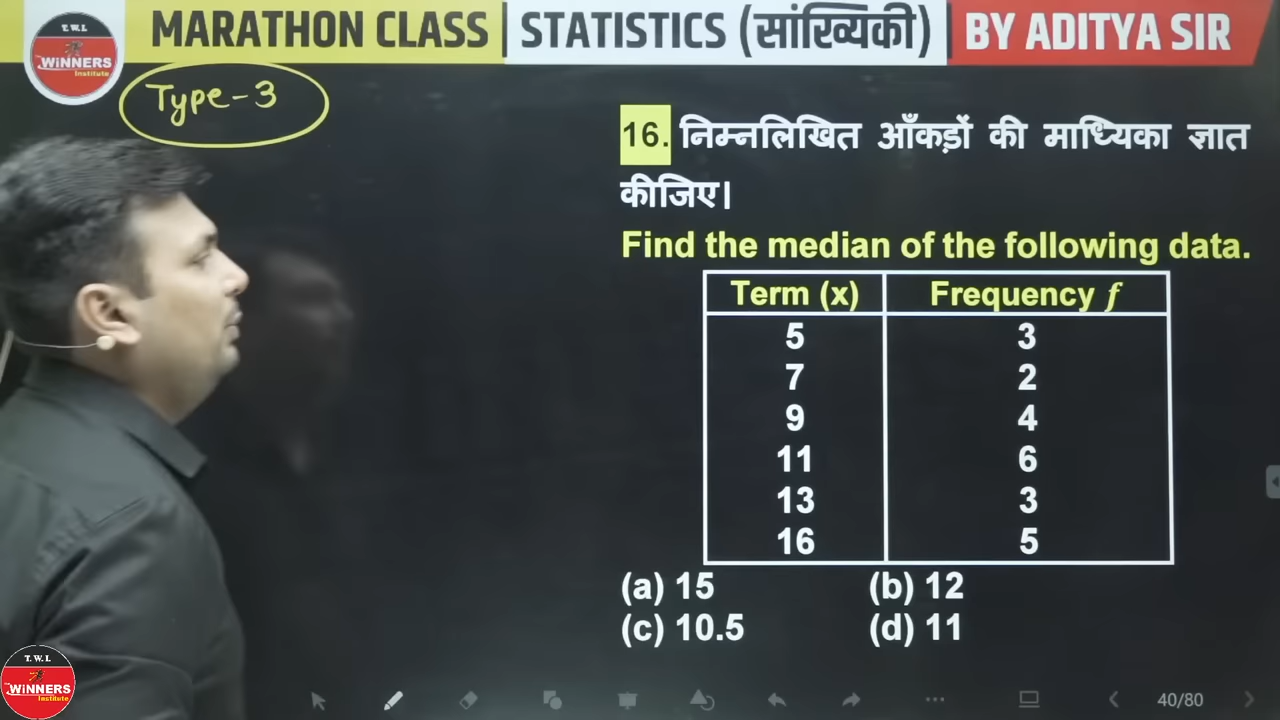 MARATHON CLASS STATISTICS (सांख्यिकी) BY ADITYA SIR
T.W.I.
WiNNERS
Institute
Type-3
16. निम्नलिखित आँकड़ों की माध्यिका ज्ञात
कीजिए।
Find the median of the following data.
Term (x) Frequency f
5 3
7 2
9 4
11 6
13 3
16 5
(a) 15 (b) 12
(c) 10.5 (d) 11
T.W.I.
WiNNERS
Institute
40/80